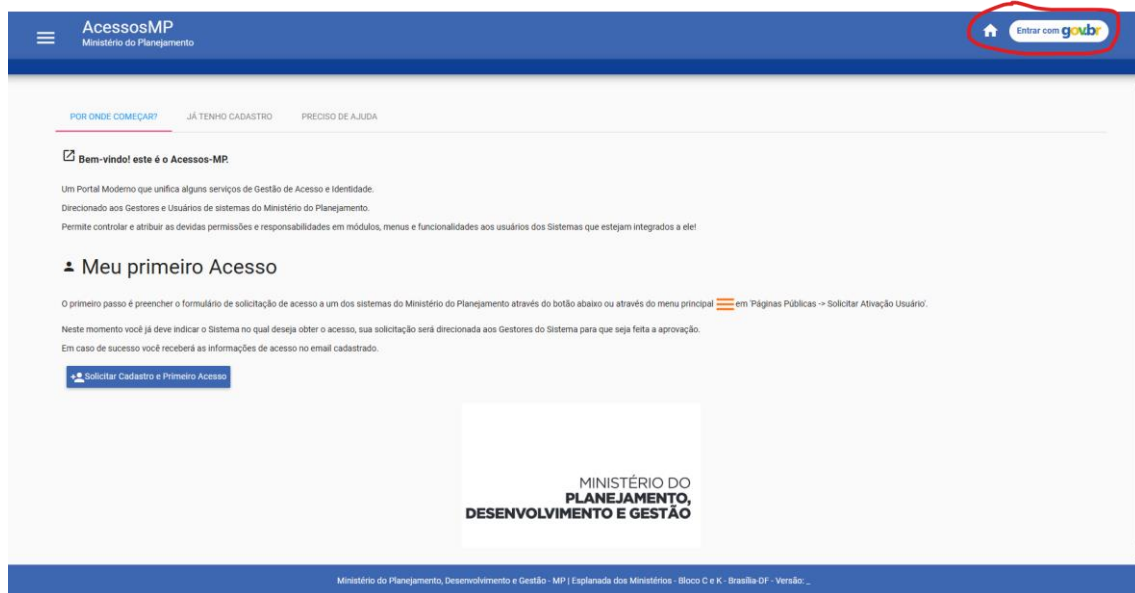 AcessosMP
Ministério do Planejamento
Entrar com gov.br
POR ONDE COMEÇAR?
JÁ TENHO CADASTRO
PRECISO DE AJUDA
Bem-vindo! este é o Acessos-MP.
Um Portal Moderno que unifica alguns serviços de Gestão de Acesso e Identidade.
Direcionado aos Gestores e Usuários de sistemas do Ministério do Planejamento.
Permite controlar e atribuir as devidas permissões e responsabilidades em módulos, menus e funcionalidades aos usuários dos Sistemas que estejam integrados a ele!
Meu primeiro Acesso
O primeiro passo é preencher o formulário de solicitação de acesso a um dos sistemas do Ministério do Planejamento através do botão abaixo ou através do menu principal em 'Páginas Públicas -> Solicitar Ativação Usuário'.
Neste momento você já deve indicar o Sistema no qual deseja obter o acesso, sua solicitação será direcionada aos Gestores do Sistema para que seja feita a aprovação.
Em caso de sucesso você receberá as informações de acesso no email cadastrado.
Solicitar Cadastro e Primeiro Acesso
MINISTÉRIO DO
PLANEJAMENTO,
DESENVOLVIMENTO E GESTÃO
Ministério do Planejamento, Desenvolvimento e Gestão - MP | Esplanada dos Ministérios - Bloco C e K - Brasília-DF - Versão: _